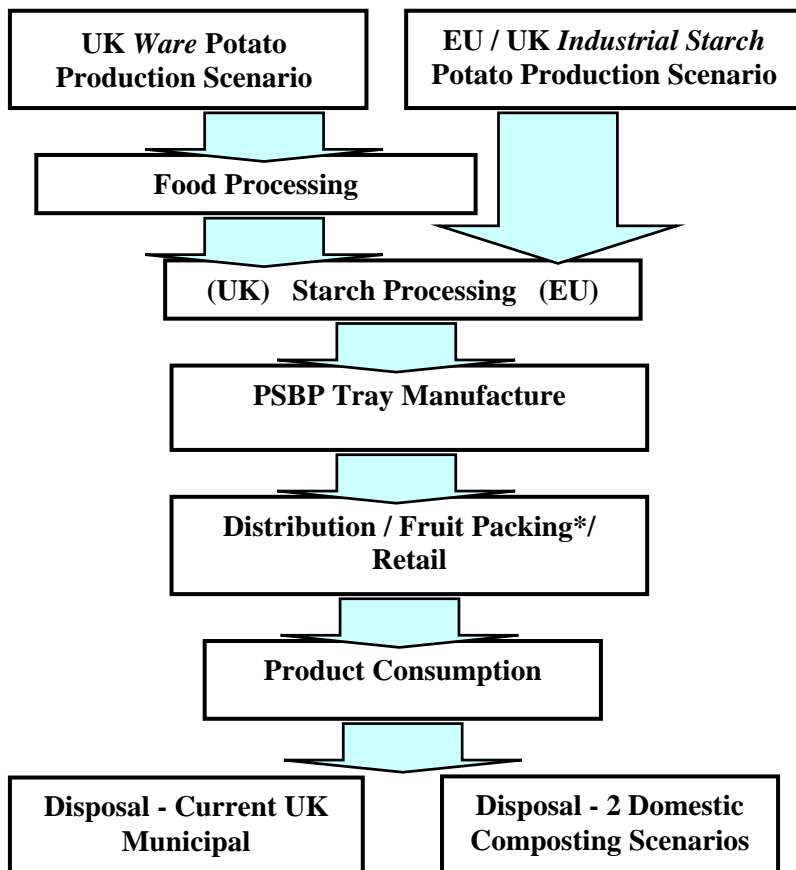 UK Ware Potato
Production Scenario
EU / UK Industrial Starch
Potato Production Scenario
Food Processing
(UK) Starch Processing (EU)
PSBP Tray Manufacture
Distribution / Fruit Packing*/
Retail
Product Consumption
Disposal - Current UK
Municipal
Disposal - 2 Domestic
Composting Scenarios